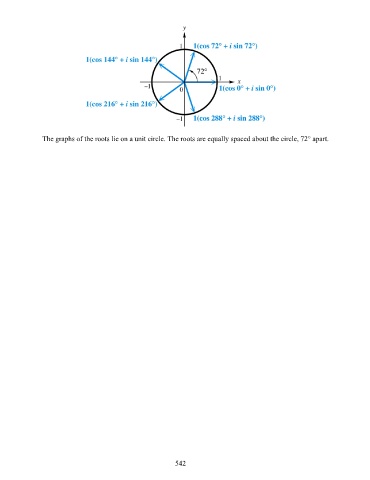 y
1
1(cos 72° + i sin 72°)
1(cos 144° + i sin 144°)
72°
1
x
–1
0
1(cos 0° + i sin 0°)
1(cos 216° + i sin 216°)
–1
1(cos 288° + i sin 288°)
The graphs of the roots lie on a unit circle. The roots are equally spaced about the circle, 72° apart.
542